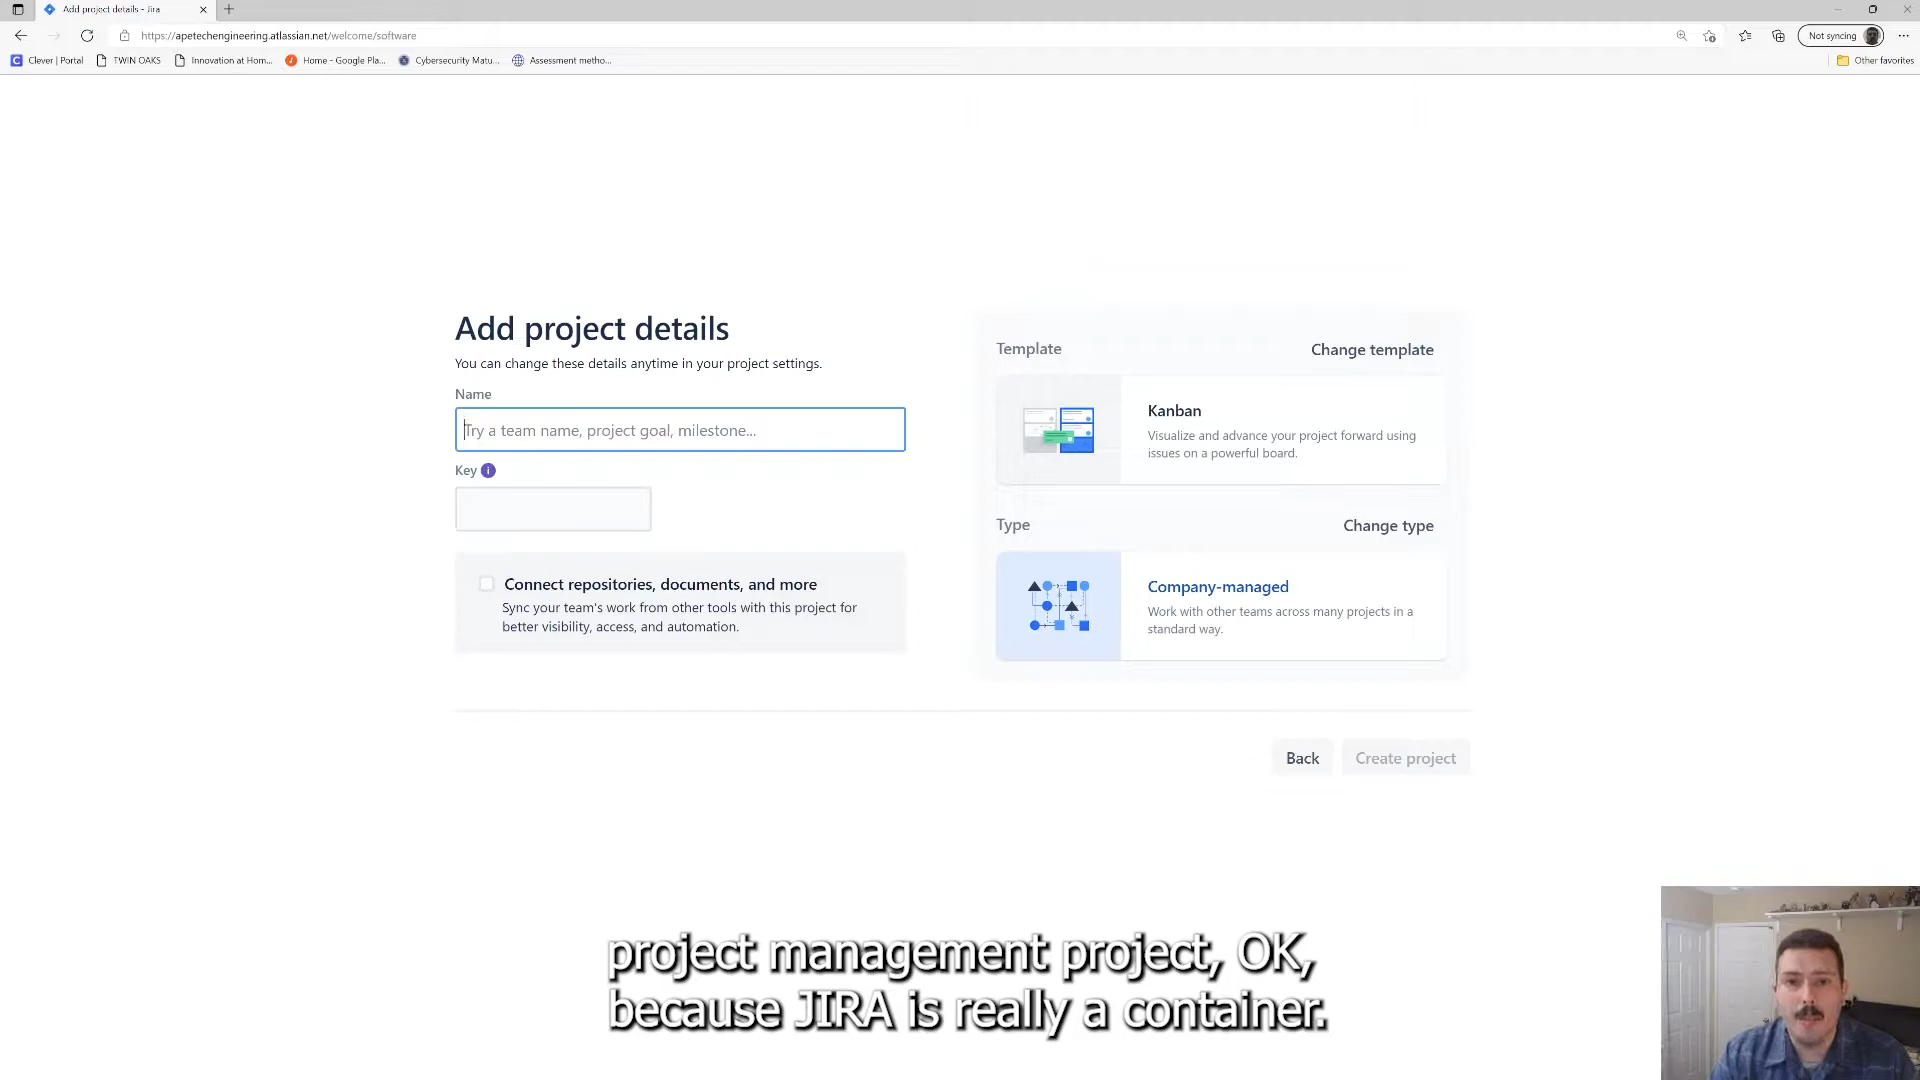 Add project details - Jira
https://apetechengineering.atlassian.net/welcome/software
Not syncing
Clever | Portal
TWIN OAKS
Innovation at Hom...
Home - Google Pla...
Cybersecurity Matu...
Assessment metho...
Other favorites
Add project details
You can change these details anytime in your project settings.
Name
Try a team name, project goal, milestone...
Key
Connect repositories, documents, and more
Sync your team's work from other tools with this project for
better visibility, access, and automation.
Template
Change template
Kanban
Visualize and advance your project forward using
issues on a powerful board.
Type
Change type
Company-managed
Work with other teams across many projects in a
standard way.
Back
Create project
project management project, OK,
because JIRA is really a container.